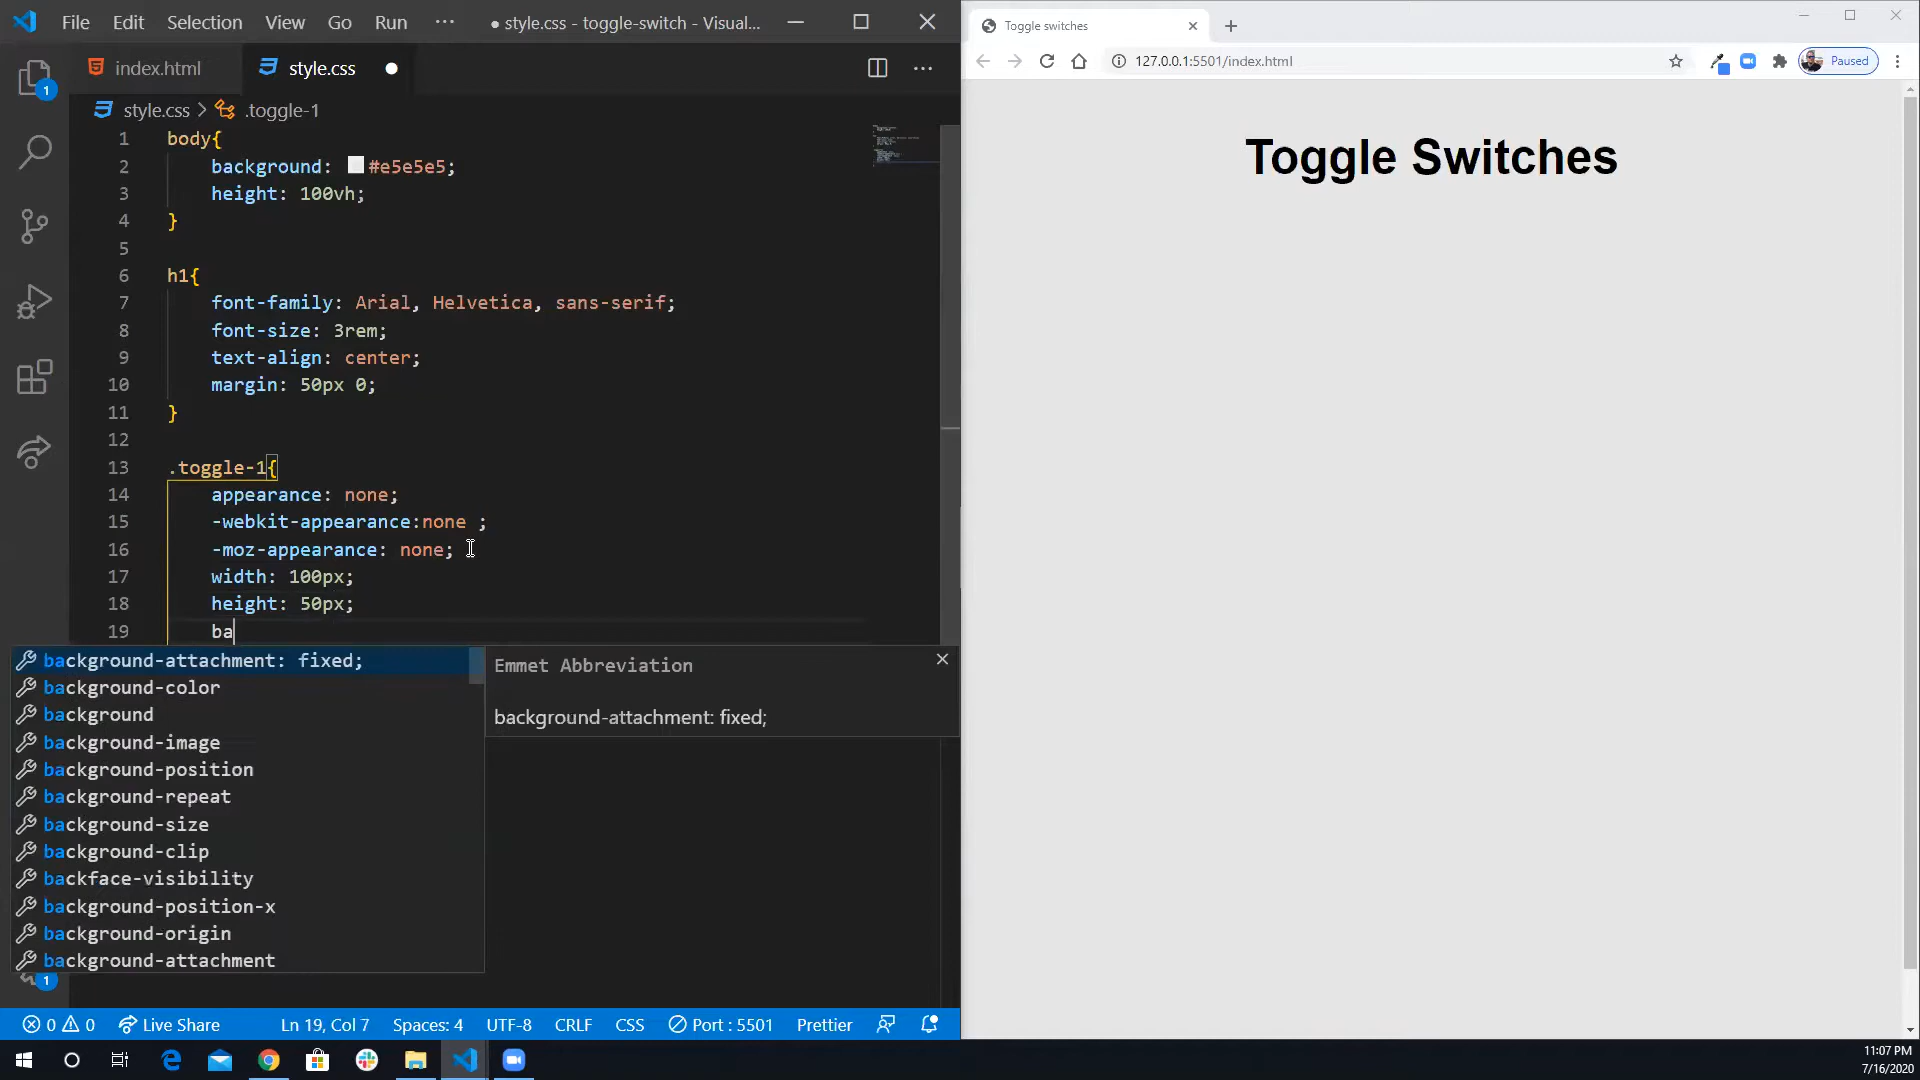 File Edit Selection View Go Run ··· ● style.css - toggle-switch - Visual...
index.html style.css ●
style.css > .toggle-1
1 body{
2 background: #e5e5e5;
3 height: 100vh;
4 }
5
6 h1{
7 font-family: Arial, Helvetica, sans-serif;
8 font-size: 3rem;
9 text-align: center;
10 margin: 50px 0;
11 }
12
13 .toggle-1{
14 appearance: none;
15 -webkit-appearance:none ;
16 -moz-appearance: none;
17 width: 100px;
18 height: 50px;
19 ba
background-attachment: fixed;
background-color
background
background-image
background-position
background-repeat
background-size
background-clip
backface-visibility
background-position-x
background-origin
background-attachment
Emmet Abbreviation
background-attachment: fixed;
1
1
0 0 Live Share Ln 19, Col 7 Spaces: 4 UTF-8 CRLF CSS Port : 5501 Prettier
Toggle switches
127.0.0.1:5501/index.html
Paused
Toggle Switches
11:07 PM
7/16/2020